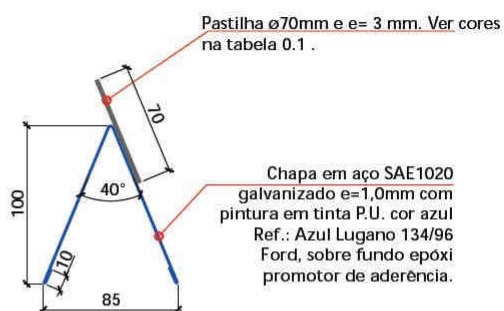 Pastilha ø70mm e e= 3 mm. Ver cores
na tabela 0.1 .
70
100
40°
10
85
Chapa em aço SAE1020
galvanizado e=1,0mm com
pintura em tinta P.U. cor azul
Ref.: Azul Lugano 134/96
Ford, sobre fundo epóxi
promotor de aderência.